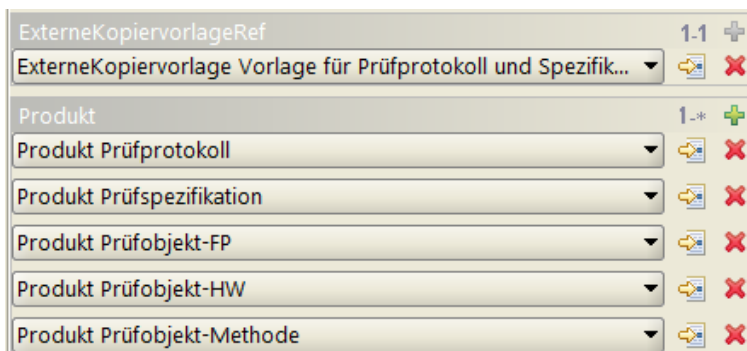 ExterneKopiervorlageRef 1-1
ExterneKopiervorlage Vorlage für Prüfprotokoll und Spezifik...
Produkt 1-*
Produkt Prüfprotokoll
Produkt Prüfspezifikation
Produkt Prüfobjekt-FP
Produkt Prüfobjekt-HW
Produkt Prüfobjekt-Methode